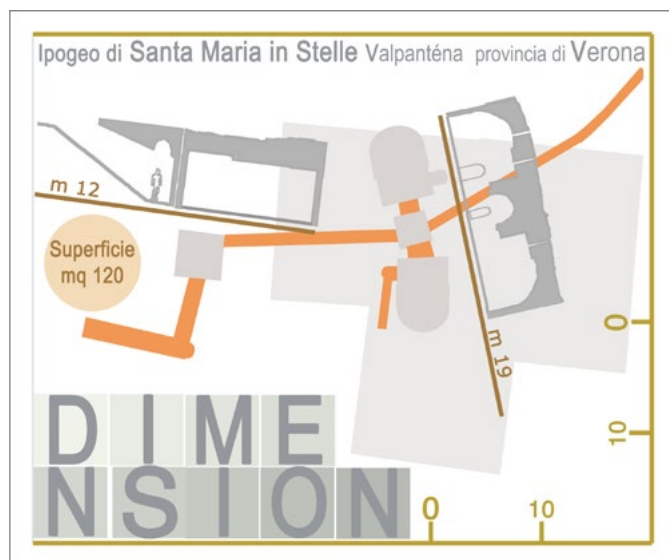 Ipogeo di Santa Maria in Stelle Valpanténa provincia di Verona
m 12
Superficie
mq 120
m 19
0
10
DIME
NSION
0 10